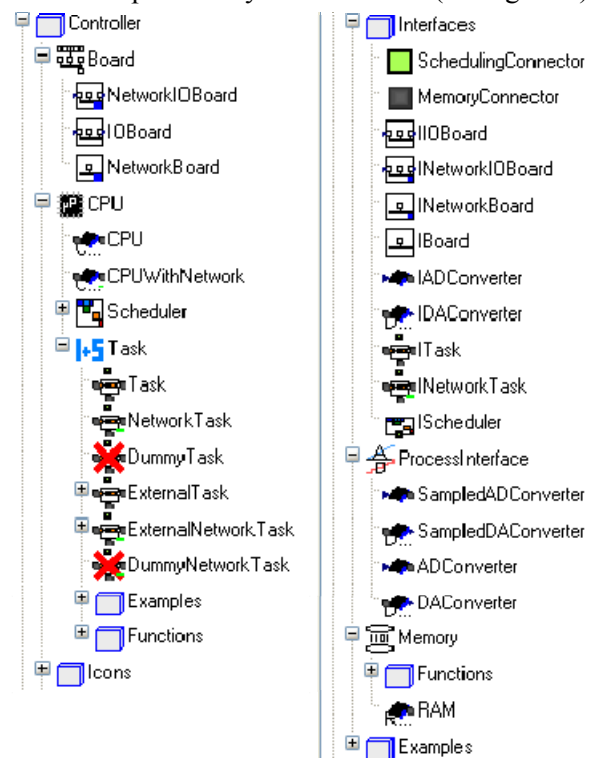 Controller
Board
NetworkIOBoard
IOBoard
NetworkBoard
CPU
CPU
CPUWithNetwork
Scheduler
Task
Task
NetworkTask
DummyTask
ExternalTask
ExternalNetworkTask
DummyNetworkTask
Examples
Functions
Icons
Interfaces
SchedulingConnector
MemoryConnector
IIOBoard
INetworkIOBoard
INetworkBoard
IBoard
IADConverter
IDAConverter
ITask
INetworkTask
IScheduler
ProcessInterface
SampledADConverter
SampledDAConverter
ADConverter
DAConverter
Memory
Functions
RAM
Examples